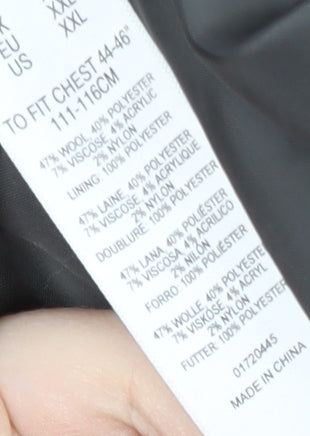 EU XXL
US XXL
TO FIT CHEST 44-46"
111-116CM
47% WOOL 40% POLYESTER
7% VISCOSE 4% ACRYLIC
2% NYLON
LINING: 100% POLYESTER
47% LAINE 40% POLYESTER
7% VISCOSE 4% ACRYLIQUE
2% NYLON
DOUBLURE: 100% POLYESTER
47% LANA 40% POLIÉSTER
7% VISCOSA 4% ACRILICO
2% NILÓN
FORRO: 100% POLIÉSTER
47% WOLLE 40% POLYESTE
7% VISKOSE 4% ACRYL
2% NYLON
FUTTER: 100% POLYESTER
01720445
MADE IN CHINA